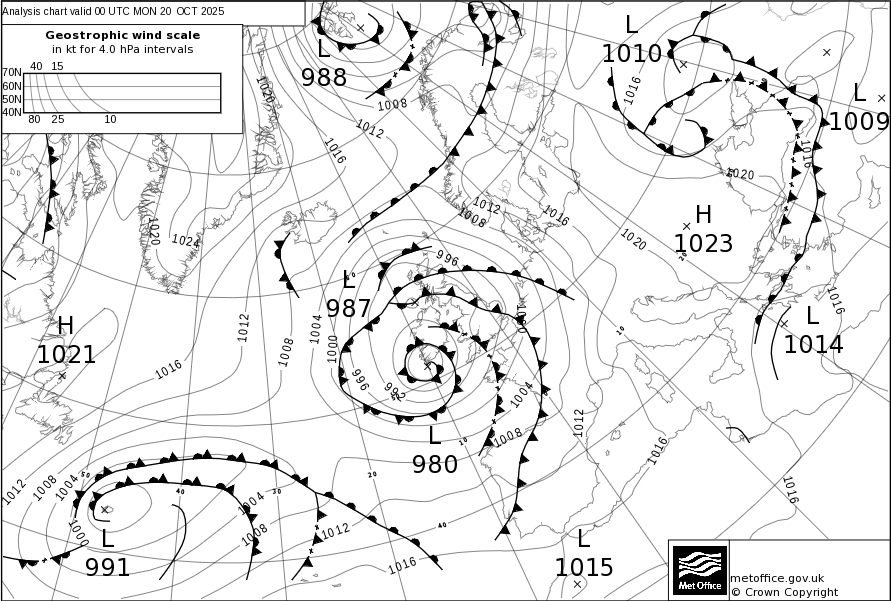 Analysis chart valid 00 UTC MON 20 OCT 2025
Geostrophic wind scale
in kt for 4.0 hPa intervals
40 15
70N
60N
50N
40N
80 25 10
L
988
L
1010
L
1009
H
1023
L
987
H
1021
L
1014
L
980
L
991
L
1015
1020
1008
1012
1016
1016
1016
1020
1012
1008
1016
1020
1020
1024
996
1012
1008
1004
1000
1000
1016
1016
996
992
1004
1012
1008
1016
1016
1012
1008
1004
1000
1004
1008
1012
1016
50
40
30
20
40
10
10
Met Office
metoffice.gov.uk
© Crown Copyright